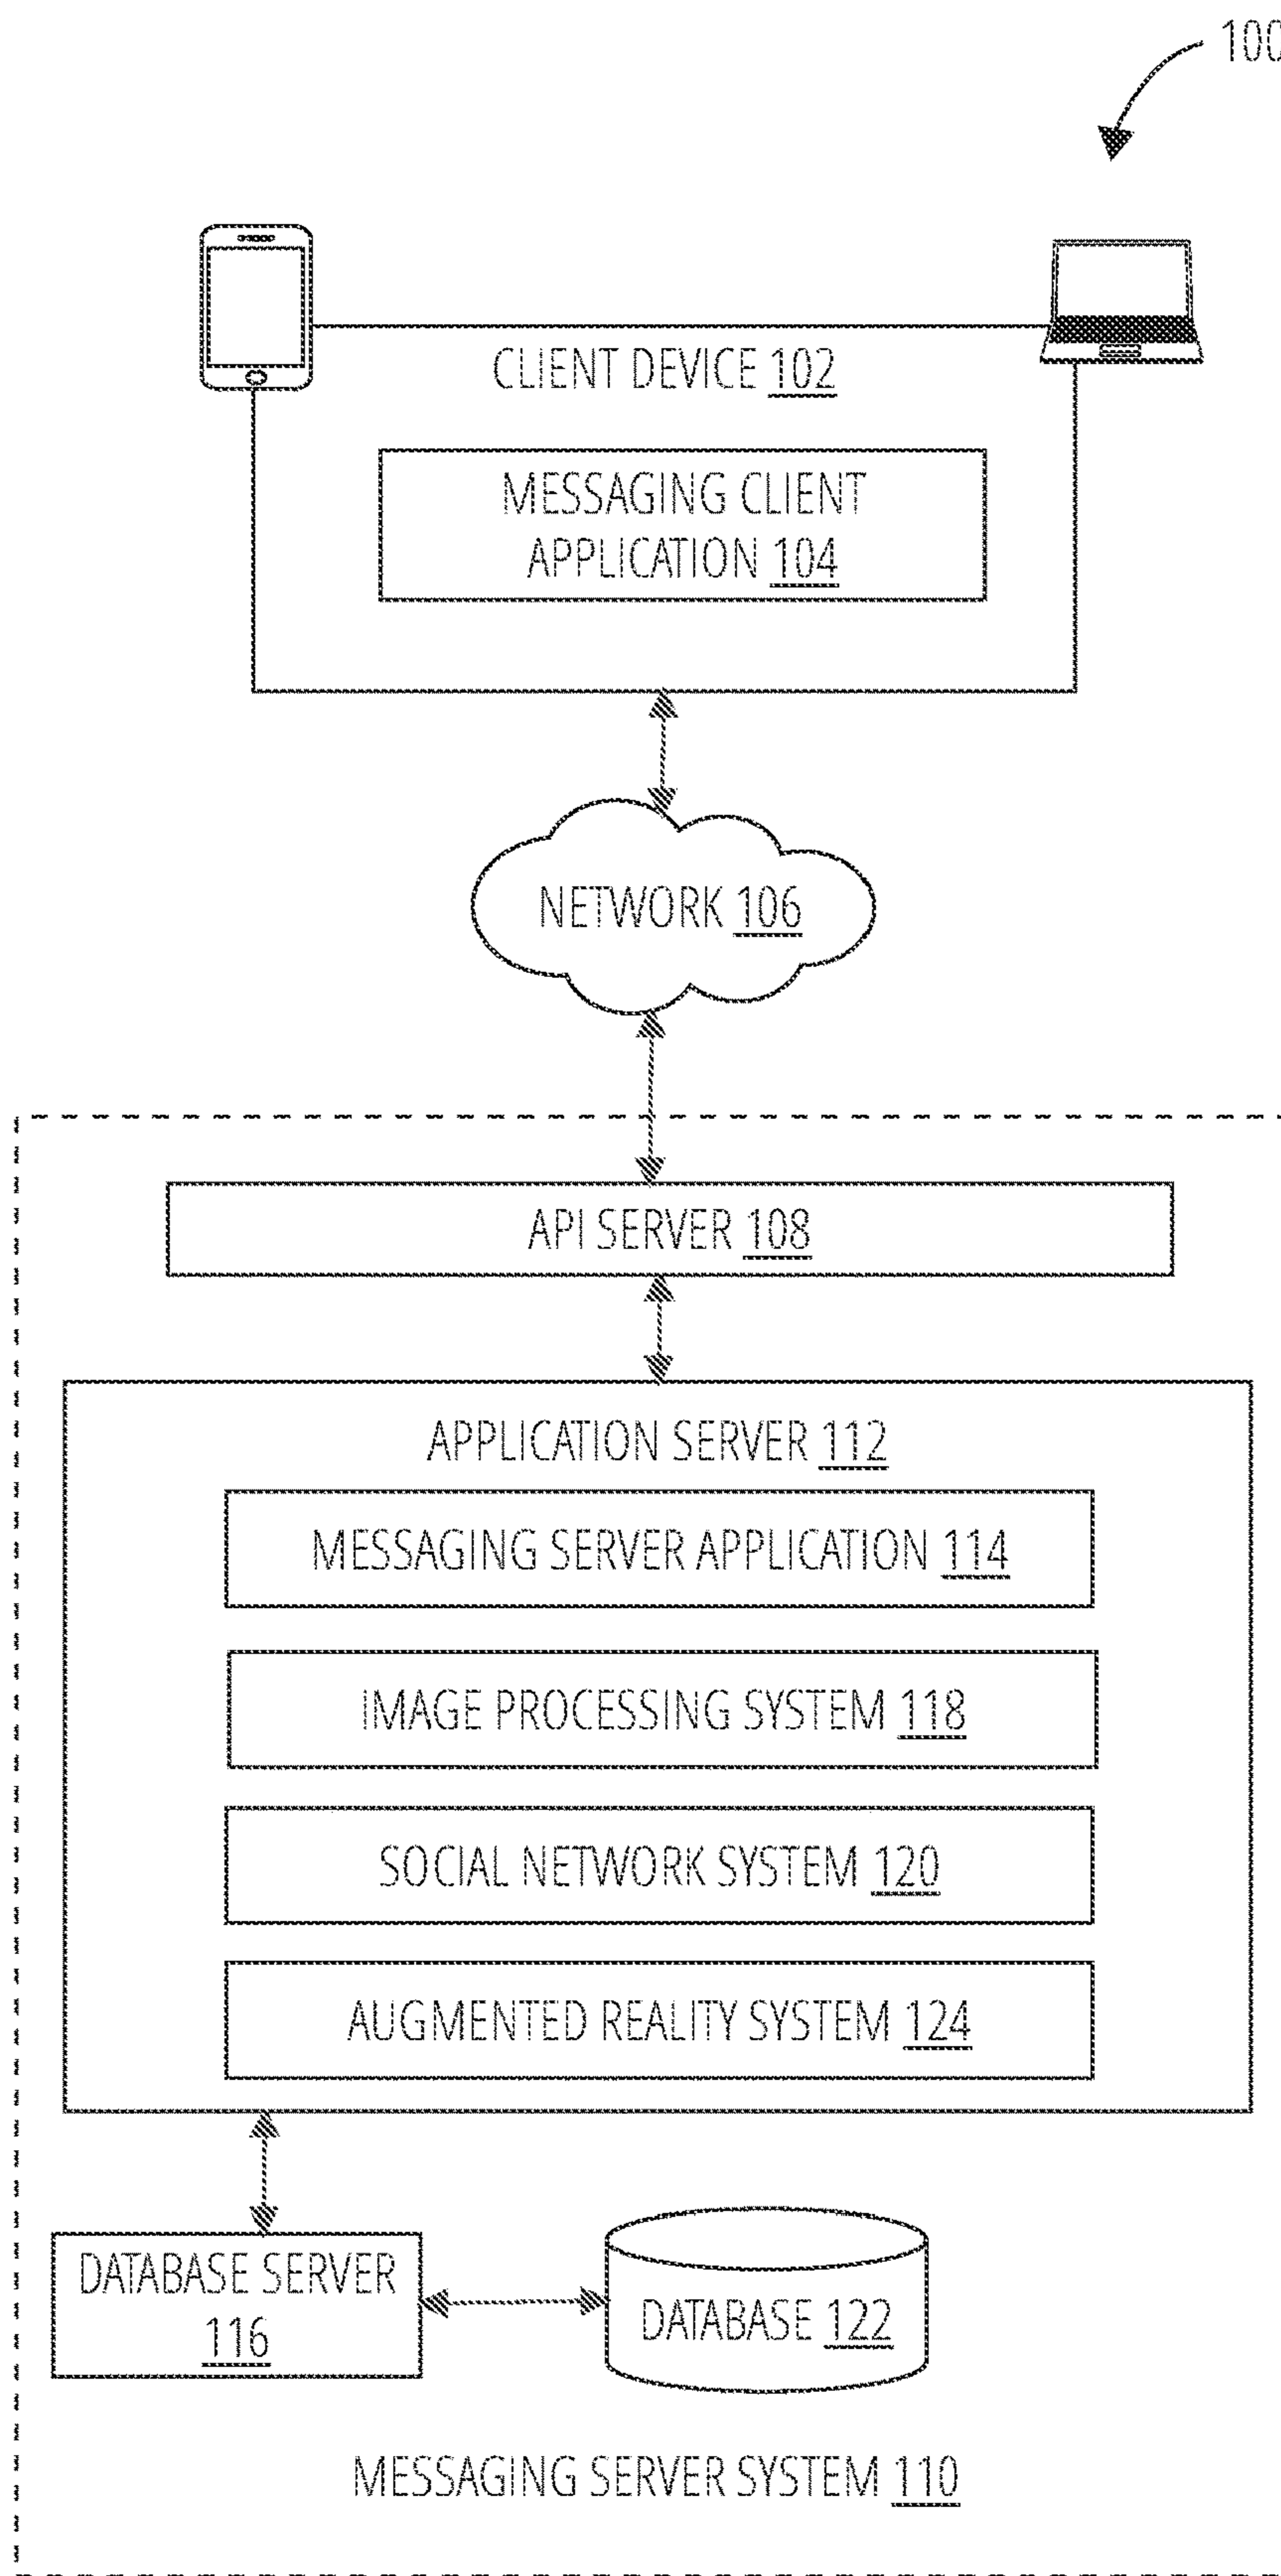 100
CLIENT DEVICE 102
MESSAGING CLIENT
APPLICATION 104
NETWORK 106
API SERVER 108
APPLICATION SERVER 112
MESSAGING SERVER APPLICATION 114
IMAGE PROCESSING SYSTEM 118
SOCIAL NETWORK SYSTEM 120
AUGMENTED REALITY SYSTEM 124
DATABASE SERVER
116
DATABASE 122
MESSAGING SERVER SYSTEM 110